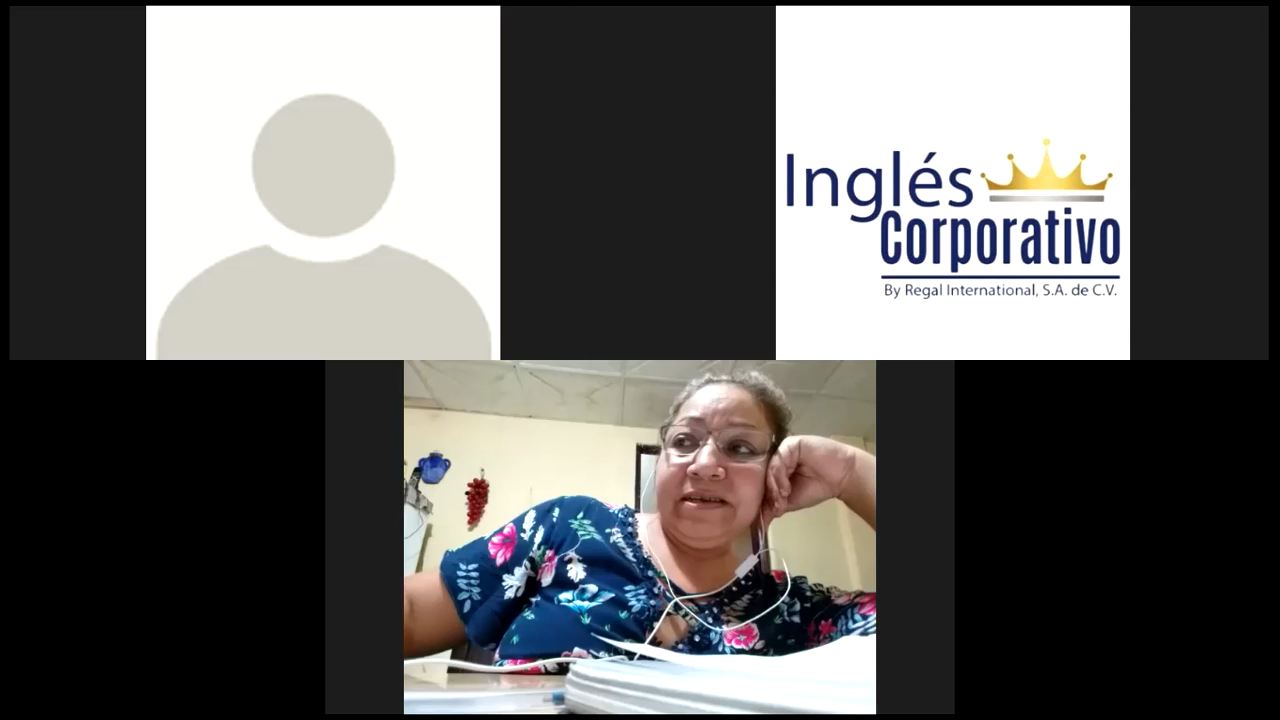 Inglés
Corporativo
By Regal International, S.A. de C.V.